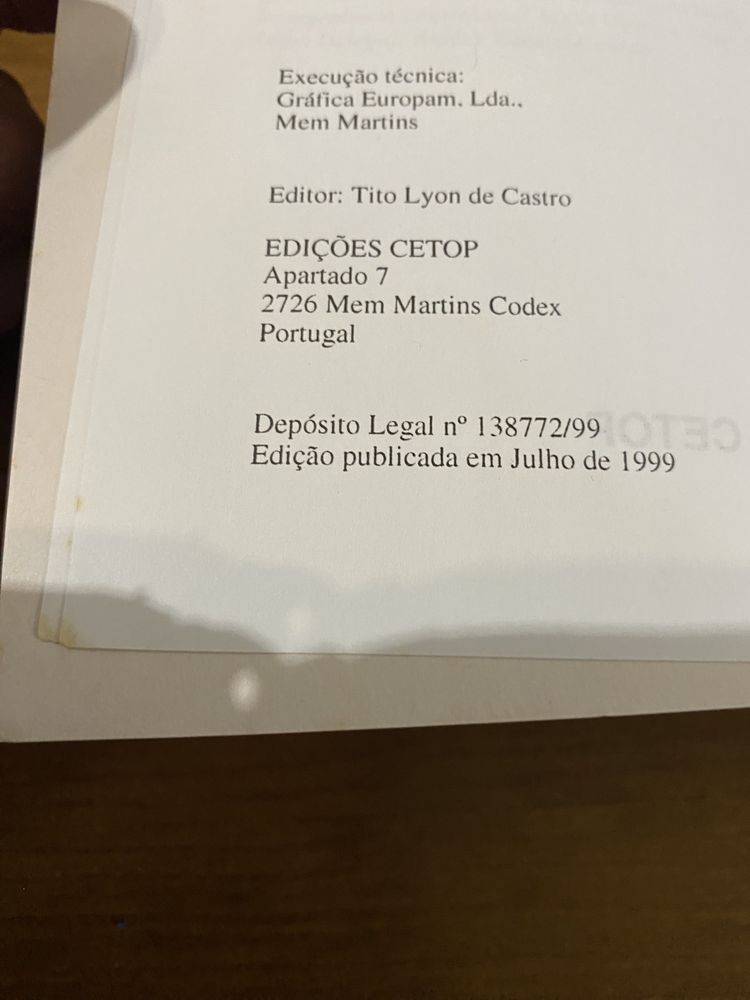 Execução técnica:
Gráfica Europam, Lda.,
Mem Martins
Editor: Tito Lyon de Castro
EDIÇÕES CETOP
Apartado 7
2726 Mem Martins Codex
Portugal
Depósito Legal nº 138772/99
Edição publicada em Julho de 1999
CETOP